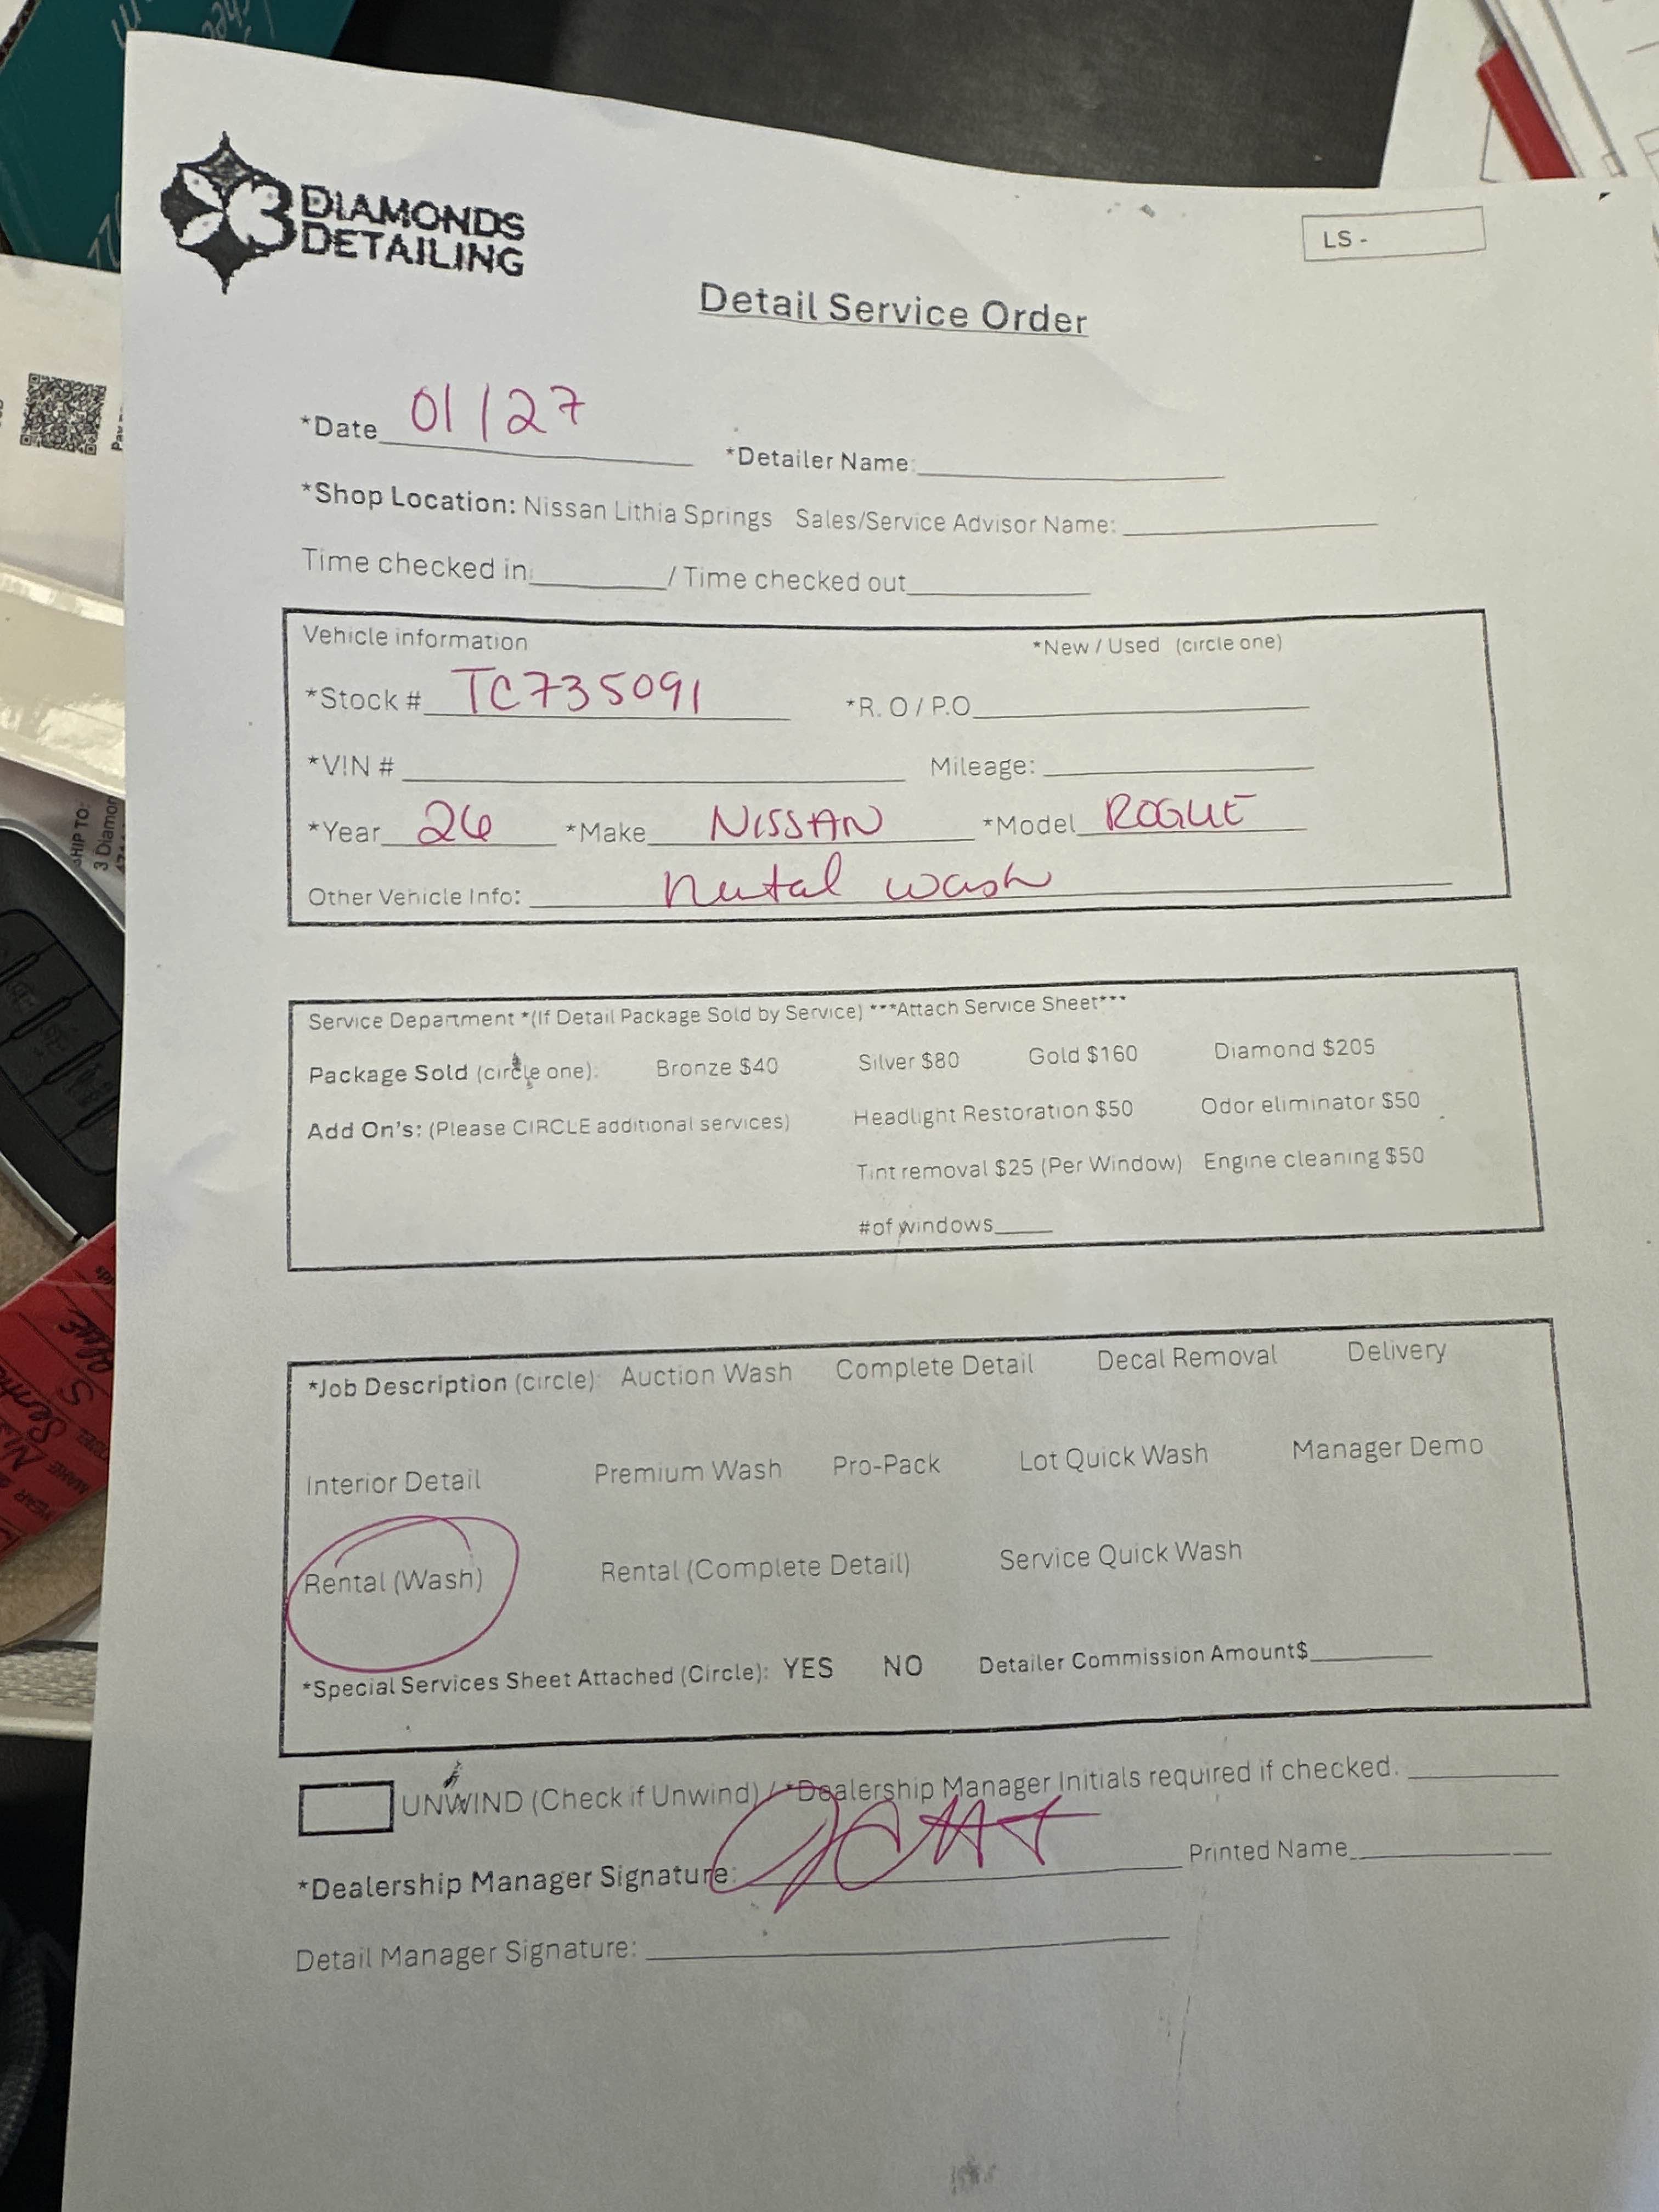 3 DIAMONDS
DETAILING
LS -
Detail Service Order
*Date 01/27 *Detailer Name:
*Shop Location: Nissan Lithia Springs Sales/Service Advisor Name:
Time checked in: / Time checked out
Vehicle information *New / Used (circle one)
*Stock # TC735091 *R.O / P.O
*VIN # Mileage:
*Year 26 *Make NISSAN *Model ROGUE
Other Vehicle Info: Rental wash
Service Department *(If Detail Package Sold by Service) ***Attach Service Sheet***
Package Sold (circle one): Bronze $40 Silver $80 Gold $160 Diamond $205
Add On's: (Please CIRCLE additional services) Headlight Restoration $50 Odor eliminator $50
Tint removal $25 (Per Window) Engine cleaning $50
#of windows
*Job Description (circle): Auction Wash Complete Detail Decal Removal Delivery
Interior Detail Premium Wash Pro-Pack Lot Quick Wash Manager Demo
Rental (Wash) Rental (Complete Detail) Service Quick Wash
*Special Services Sheet Attached (Circle): YES NO Detailer Commission Amount$
UNWIND (Check if Unwind) / *Dealership Manager Initials required if checked.
*Dealership Manager Signature: Printed Name
Detail Manager Signature:
SHIP TO:
3 Diamon
YEAR
MAKE